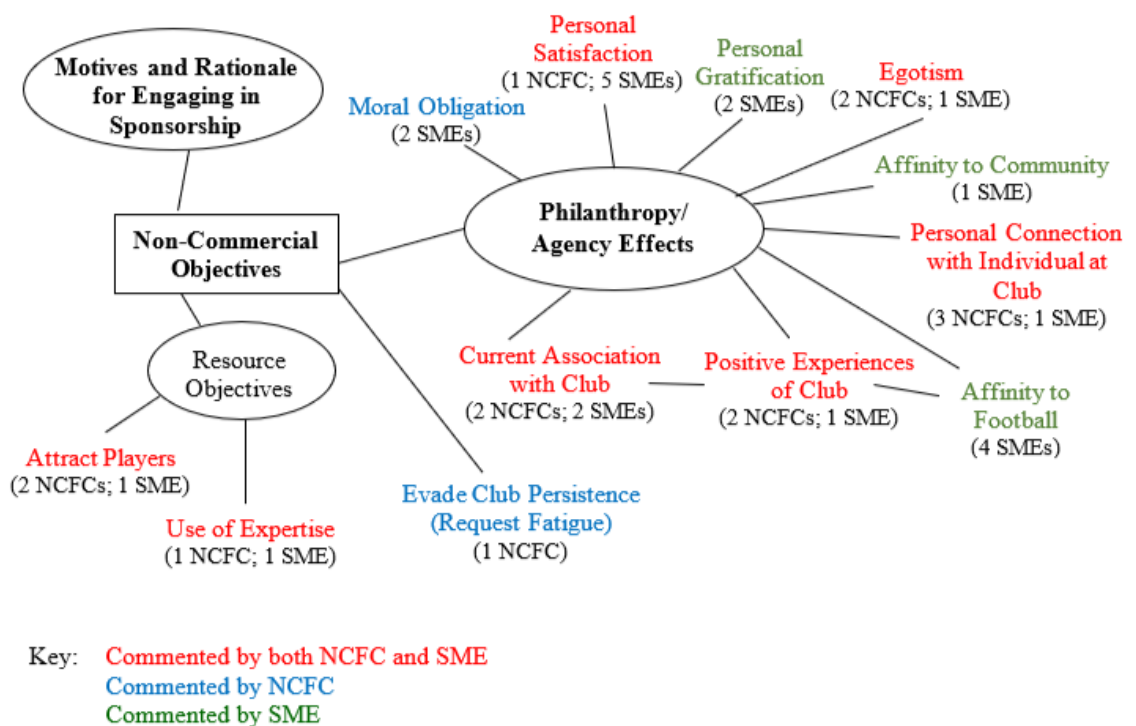 Motives and Rationale
for Engaging in
Sponsorship
Non-Commercial
Objectives
Resource
Objectives
Attract Players
(2 NCFCs; 1 SME)
Use of Expertise
(1 NCFC; 1 SME)
Evade Club Persistence
(Request Fatigue)
(1 NCFC)
Philanthropy/
Agency Effects
Moral Obligation
(2 SMEs)
Personal
Satisfaction
(1 NCFC; 5 SMEs)
Personal
Gratification
(2 SMEs)
Egotism
(2 NCFCs; 1 SME)
Affinity to Community
(1 SME)
Personal Connection
with Individual at
Club
(3 NCFCs; 1 SME)
Affinity to
Football
(4 SMEs)
Positive Experiences
of Club
(2 NCFCs; 1 SME)
Current Association
with Club
(2 NCFCs; 2 SMEs)
Key: Commented by both NCFC and SME
Commented by NCFC
Commented by SME